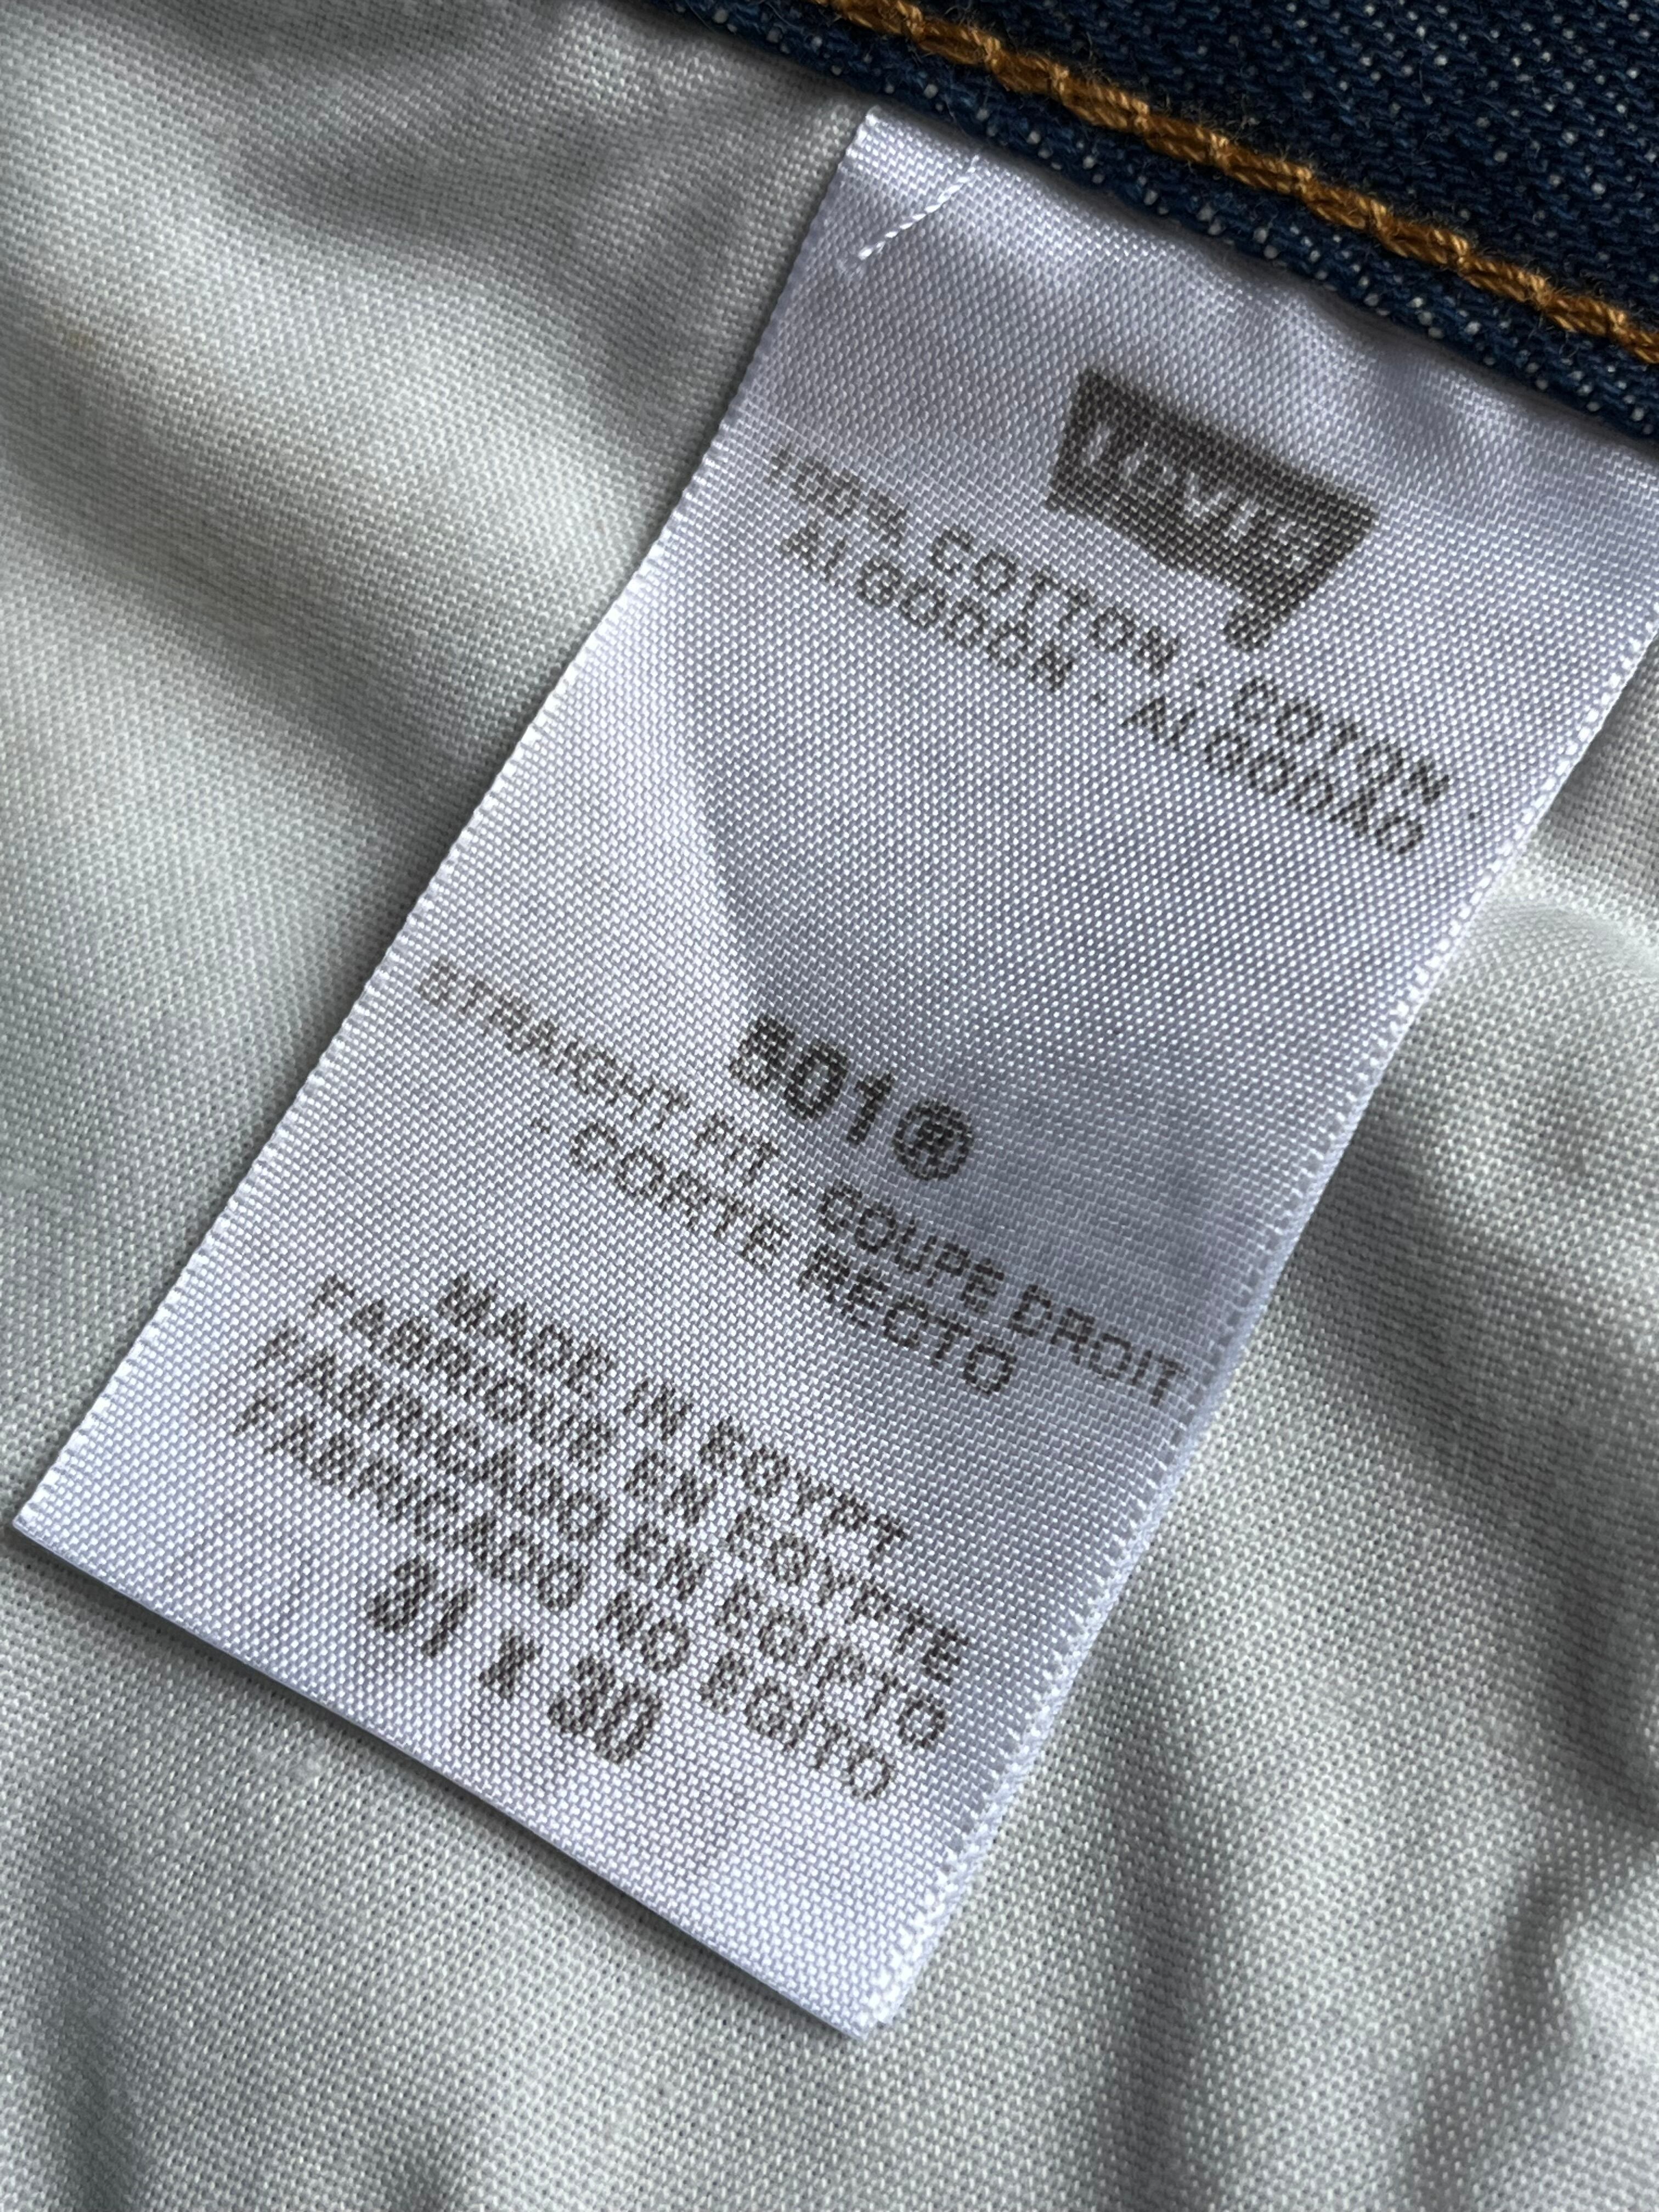 Levi's
®
100% COTTON - COTON
ALGODÓN - ALGODÃO
501®
STRAIGHT FIT - COUPE DROIT
- CORTE RECTO
MADE IN EGYPT
FABRIQUÉ EN EGYPTE
FABRICADO EN EGIPTO
FABRICADO NO EGITO
31 x 30